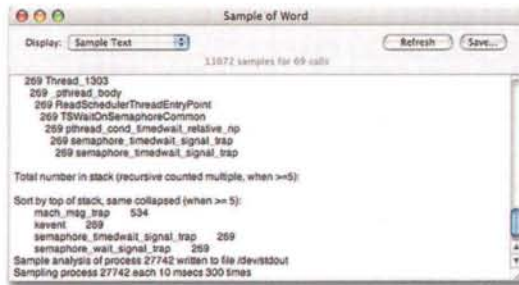 Sample of Word
Display: Sample Text Refresh Save...
11072 samples for 69 calls
269 Thread_1303
269 _pthread_body
269 ReadSchedulerThreadEntryPoint
269 TSWaitOnSemaphoreCommon
269 pthread_cond_timedwait_relative_np
269 semaphore_timedwait_signal_trap
269 semaphore_timedwait_signal_trap
Total number in stack (recursive counted multiple, when >=5):
Sort by top of stack, same collapsed (when >= 5):
mach_msg_trap 534
kevent 269
semaphore_timedwait_signal_trap 269
semaphore_wait_signal_trap 269
Sample analysis of process 27742 written to file /dev/stdout
Sampling process 27742 each 10 msecs 300 times